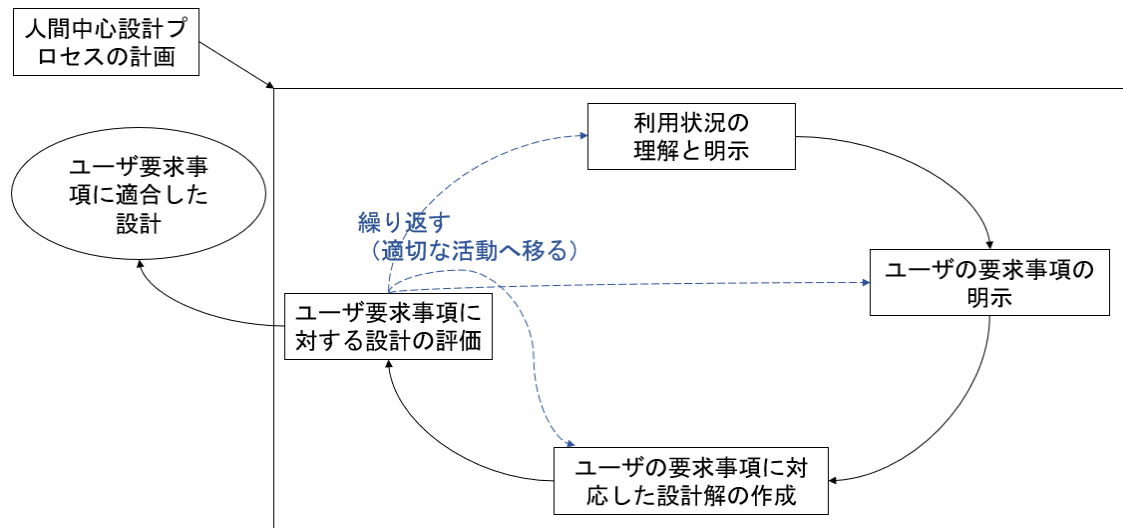 人間中心設計プ
ロセスの計画
利用状況の
理解と明示
ユーザ要求事
項に適合した
設計
繰り返す
（適切な活動へ移る）
ユーザの要求事項の
明示
ユーザ要求事項に
対する設計の評価
ユーザの要求事項に対
応した設計解の作成